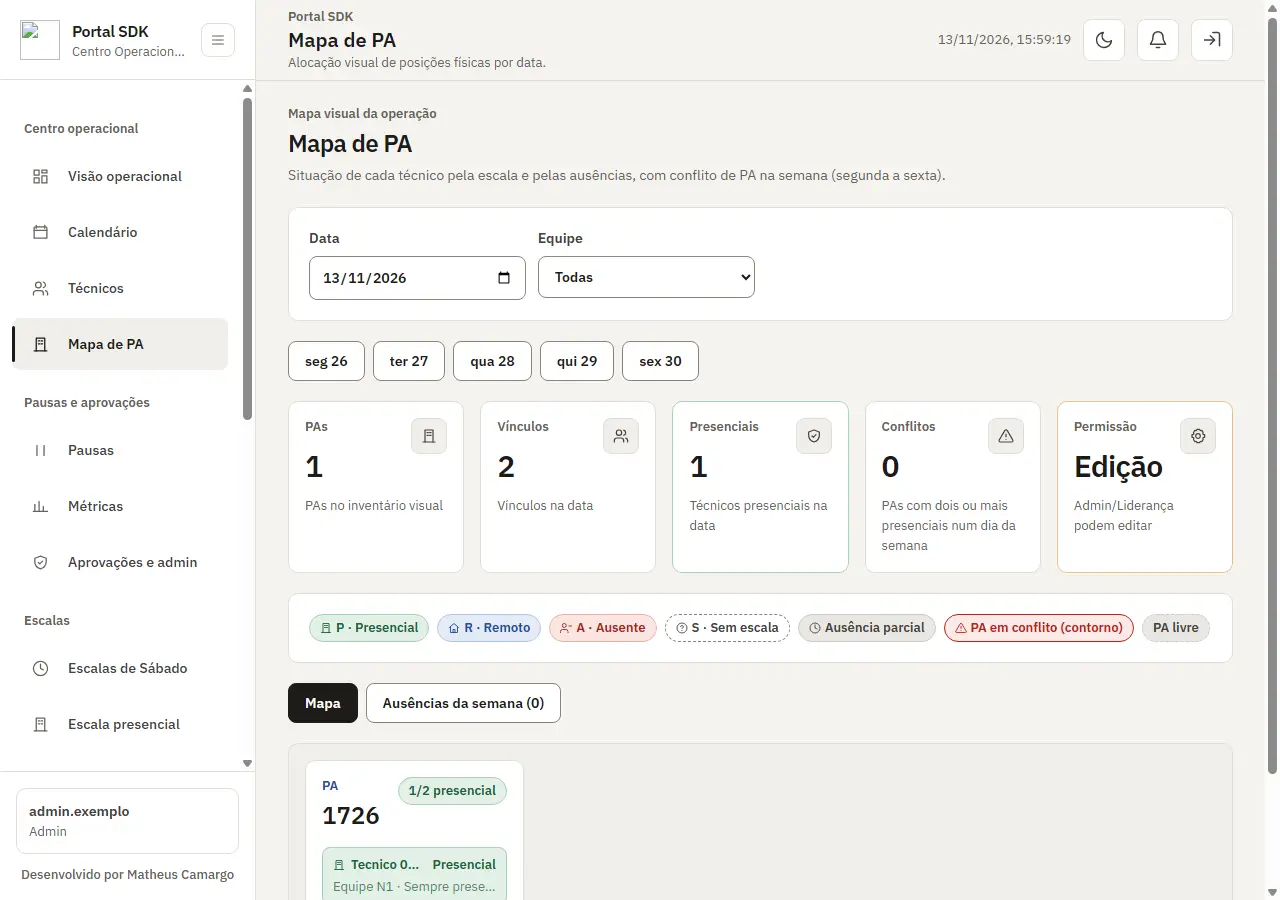 Portal SDK
Centro Operacion...
Centro operacional
Visão operacional
Calendário
Técnicos
Mapa de PA
Pausas e aprovações
Pausas
Métricas
Aprovações e admin
Escalas
Escalas de Sábado
Escala presencial
admin.exemplo
Admin
Desenvolvido por Matheus Camargo
Portal SDK
Mapa de PA
Alocação visual de posições físicas por data.
13/11/2026, 15:59:19
Mapa visual da operação
Mapa de PA
Situação de cada técnico pela escala e pelas ausências, com conflito de PA na semana (segunda a sexta).
Data
Equipe
13/11/2026
Todas
seg 26
ter 27
qua 28
qui 29
sex 30
PAs
1
PAs no inventário visual
Vínculos
2
Vínculos na data
Presenciais
1
Técnicos presenciais na
data
Conflitos
0
PAs com dois ou mais
presenciais num dia da
semana
Permissão
Edição
Admin/Liderança
podem editar
P · Presencial
R · Remoto
A · Ausente
S · Sem escala
Ausência parcial
PA em conflito (contorno)
PA livre
Mapa
Ausências da semana (0)
PA
1726
1/2 presencial
Tecnico 0... Presencial
Equipe N1 · Sempre prese...